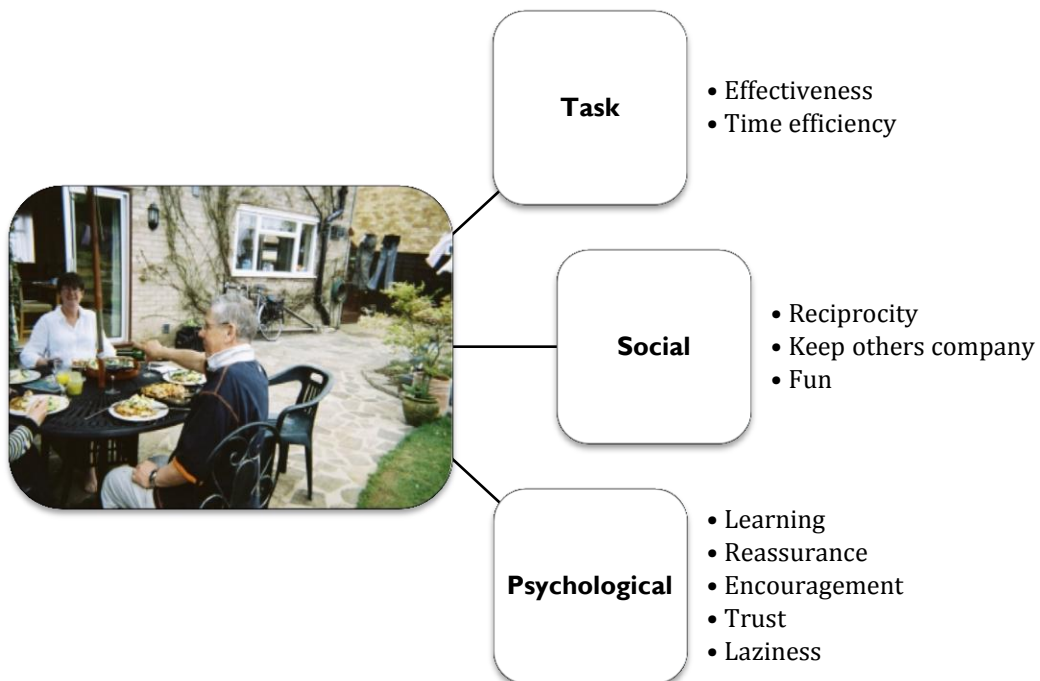 Task
• Effectiveness
• Time efficiency
Social
• Reciprocity
• Keep others company
• Fun
Psychological
• Learning
• Reassurance
• Encouragement
• Trust
• Laziness